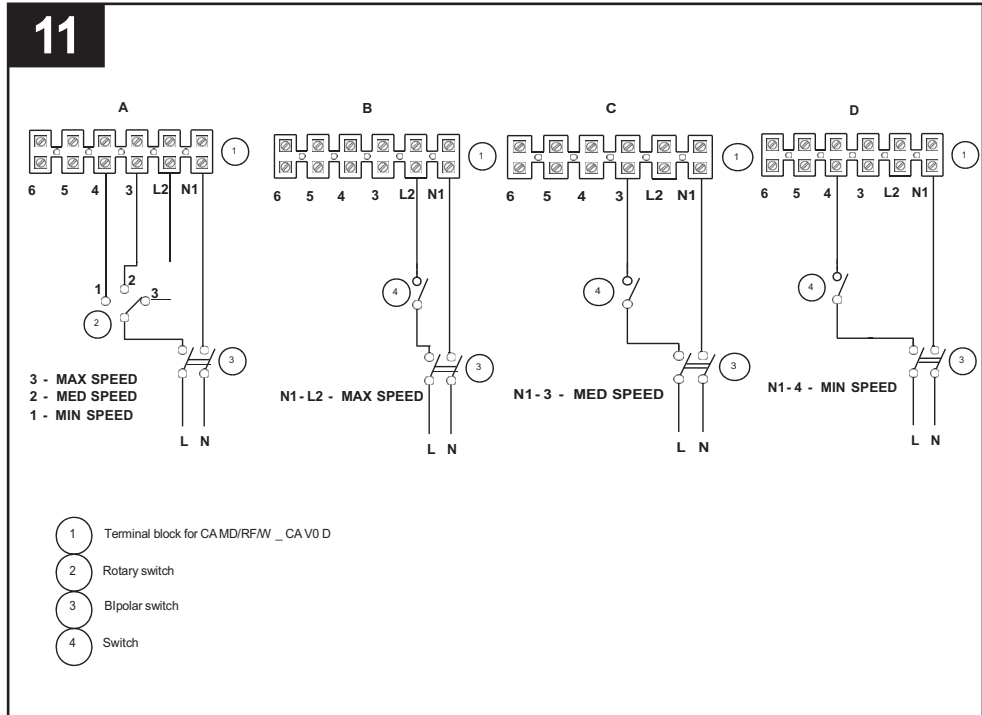 11
A B C D
1 1 1 1
6 5 4 3 L2 N1
6 5 4 3 L2 N1
6 5 4 3 L2 N1
6 5 4 3 L2 N1
1 2 3
2 3
4 3
4 3
4 3
3 - MAX SPEED
2 - MED SPEED
1 - MIN SPEED
L N
N1-L2 - MAX SPEED
L N
N1-3 - MED SPEED
L N
N1-4 - MIN SPEED
L N
1 Terminal block for CA MD/RF/W _ CA V0 D
2 Rotary switch
3 BIpolar switch
4 Switch